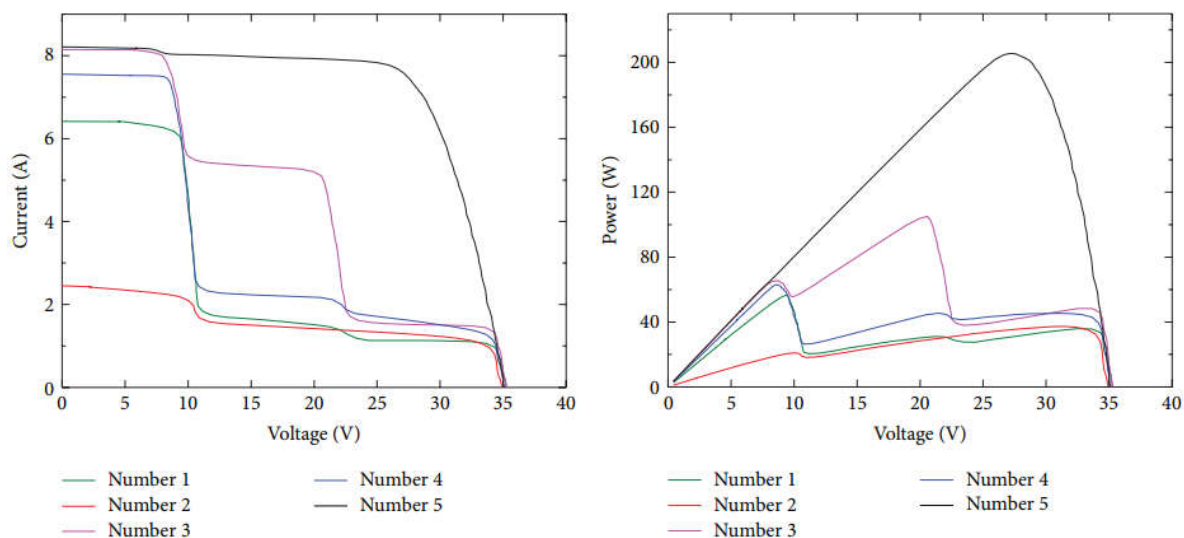 8
6
4
2
0
Current (A)
0 5 10 15 20 25 30 35 40
Voltage (V)
Number 1
Number 2
Number 3
Number 4
Number 5
200
160
120
80
40
0
Power (W)
0 5 10 15 20 25 30 35 40
Voltage (V)
Number 1
Number 2
Number 3
Number 4
Number 5